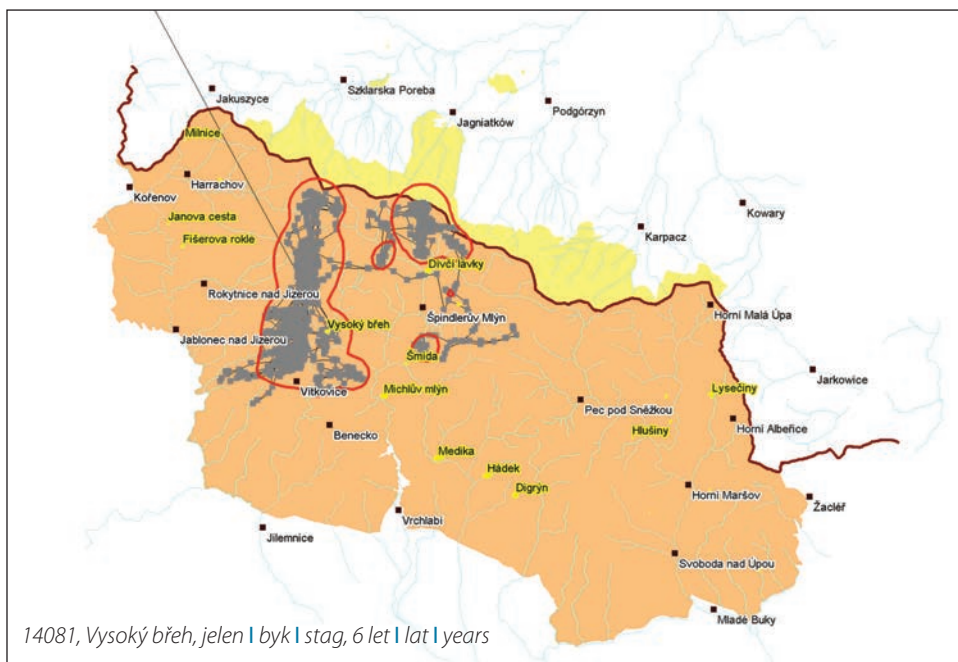 Szklarska Poreba
Jakuszyce
Podgórzyn
Jagniatków
Milnice
Harrachov
Kořenov
Kowary
Janova cesta
Karpacz
Fišerova rokle
Dívčí lávky
Rokytnice nad Jizerou
Horní Malá Úpa
Špindlerův Mlýn
Vysoký břeh
Jablonec nad Jizerou
Šmída
Jarkowice
Vítkovice
Michlův mlýn
Lysečiny
Pec pod Sněžkou
Horní Albeřice
Benecko
Hlušiny
Medika
Hádek
Horní Maršov
Digrýn
Žacléř
Vrchlabí
Jilemnice
Svoboda nad Úpou
Mladé Buky
14081, Vysoký břeh, jelen I byk I stag, 6 let I lat I years